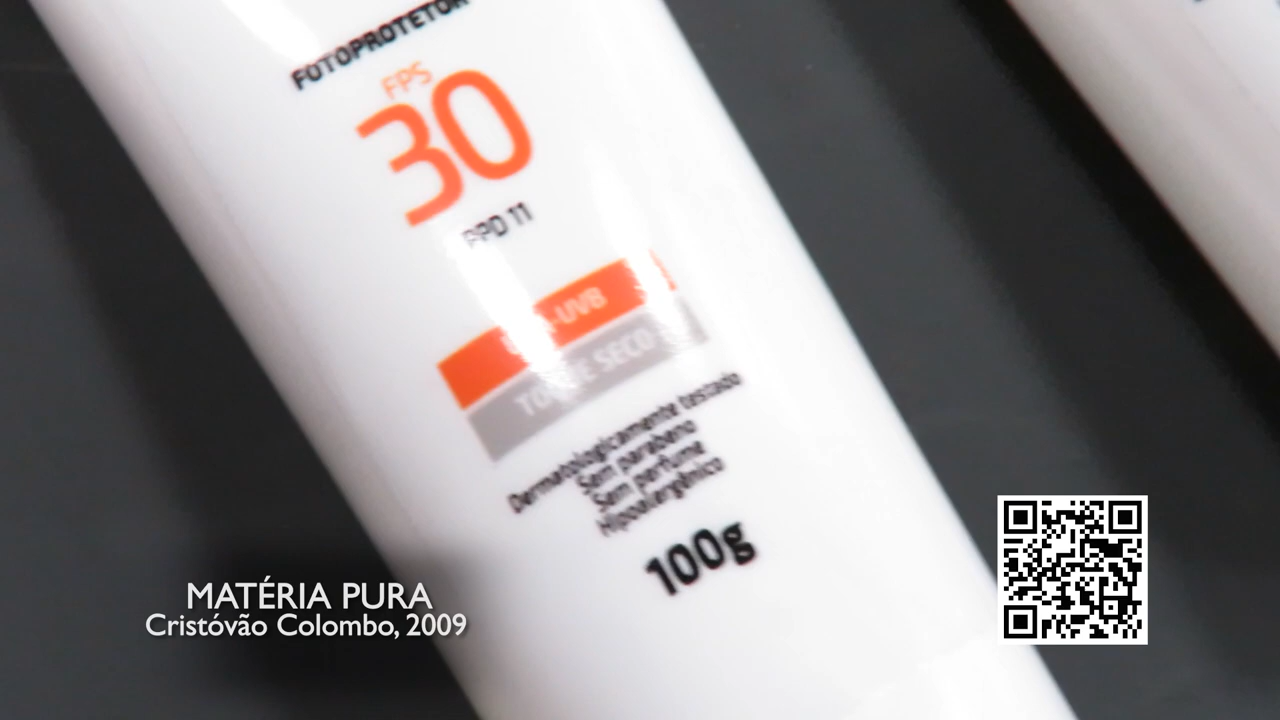 FOTOPROTETOR
FPS
30
PPD 11
-UVB
TOQUE SECO
Dermatologicamente testado
Sem parabeno
Sem perfume
Hipoalergênico
100g
MATÉRIA PURA
Cristóvão Colombo, 2009